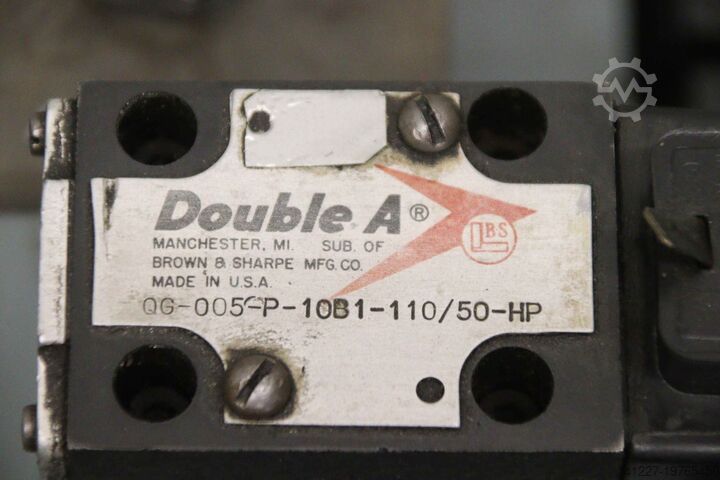 Double A®
MANCHESTER, MI. SUB. OF
BROWN & SHARPE MFG. CO.
MADE IN U.S.A.
BS
QG-005-P-10B1-110/50-HP